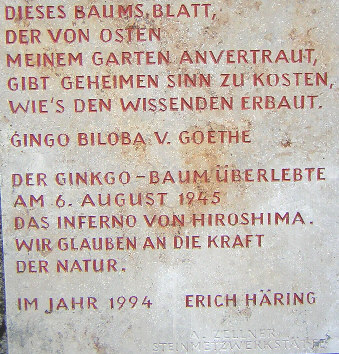 DIESES BAUMS BLATT,
DER VON OSTEN
MEINEM GARTEN ANVERTRAUT,
GIBT GEHEIMEN SINN ZU KOSTEN,
WIE'S DEN WISSENDEN ERBAUT.
GINGO BILOBA V. GOETHE
DER GINKGO-BAUM ÜBERLEBTE
AM 6. AUGUST 1945
DAS INFERNO VON HIROSHIMA.
WIR GLAUBEN AN DIE KRAFT
DER NATUR.
IM JAHR 1994 ERICH HÄRING
STEINMETZWERKSTÄTTE